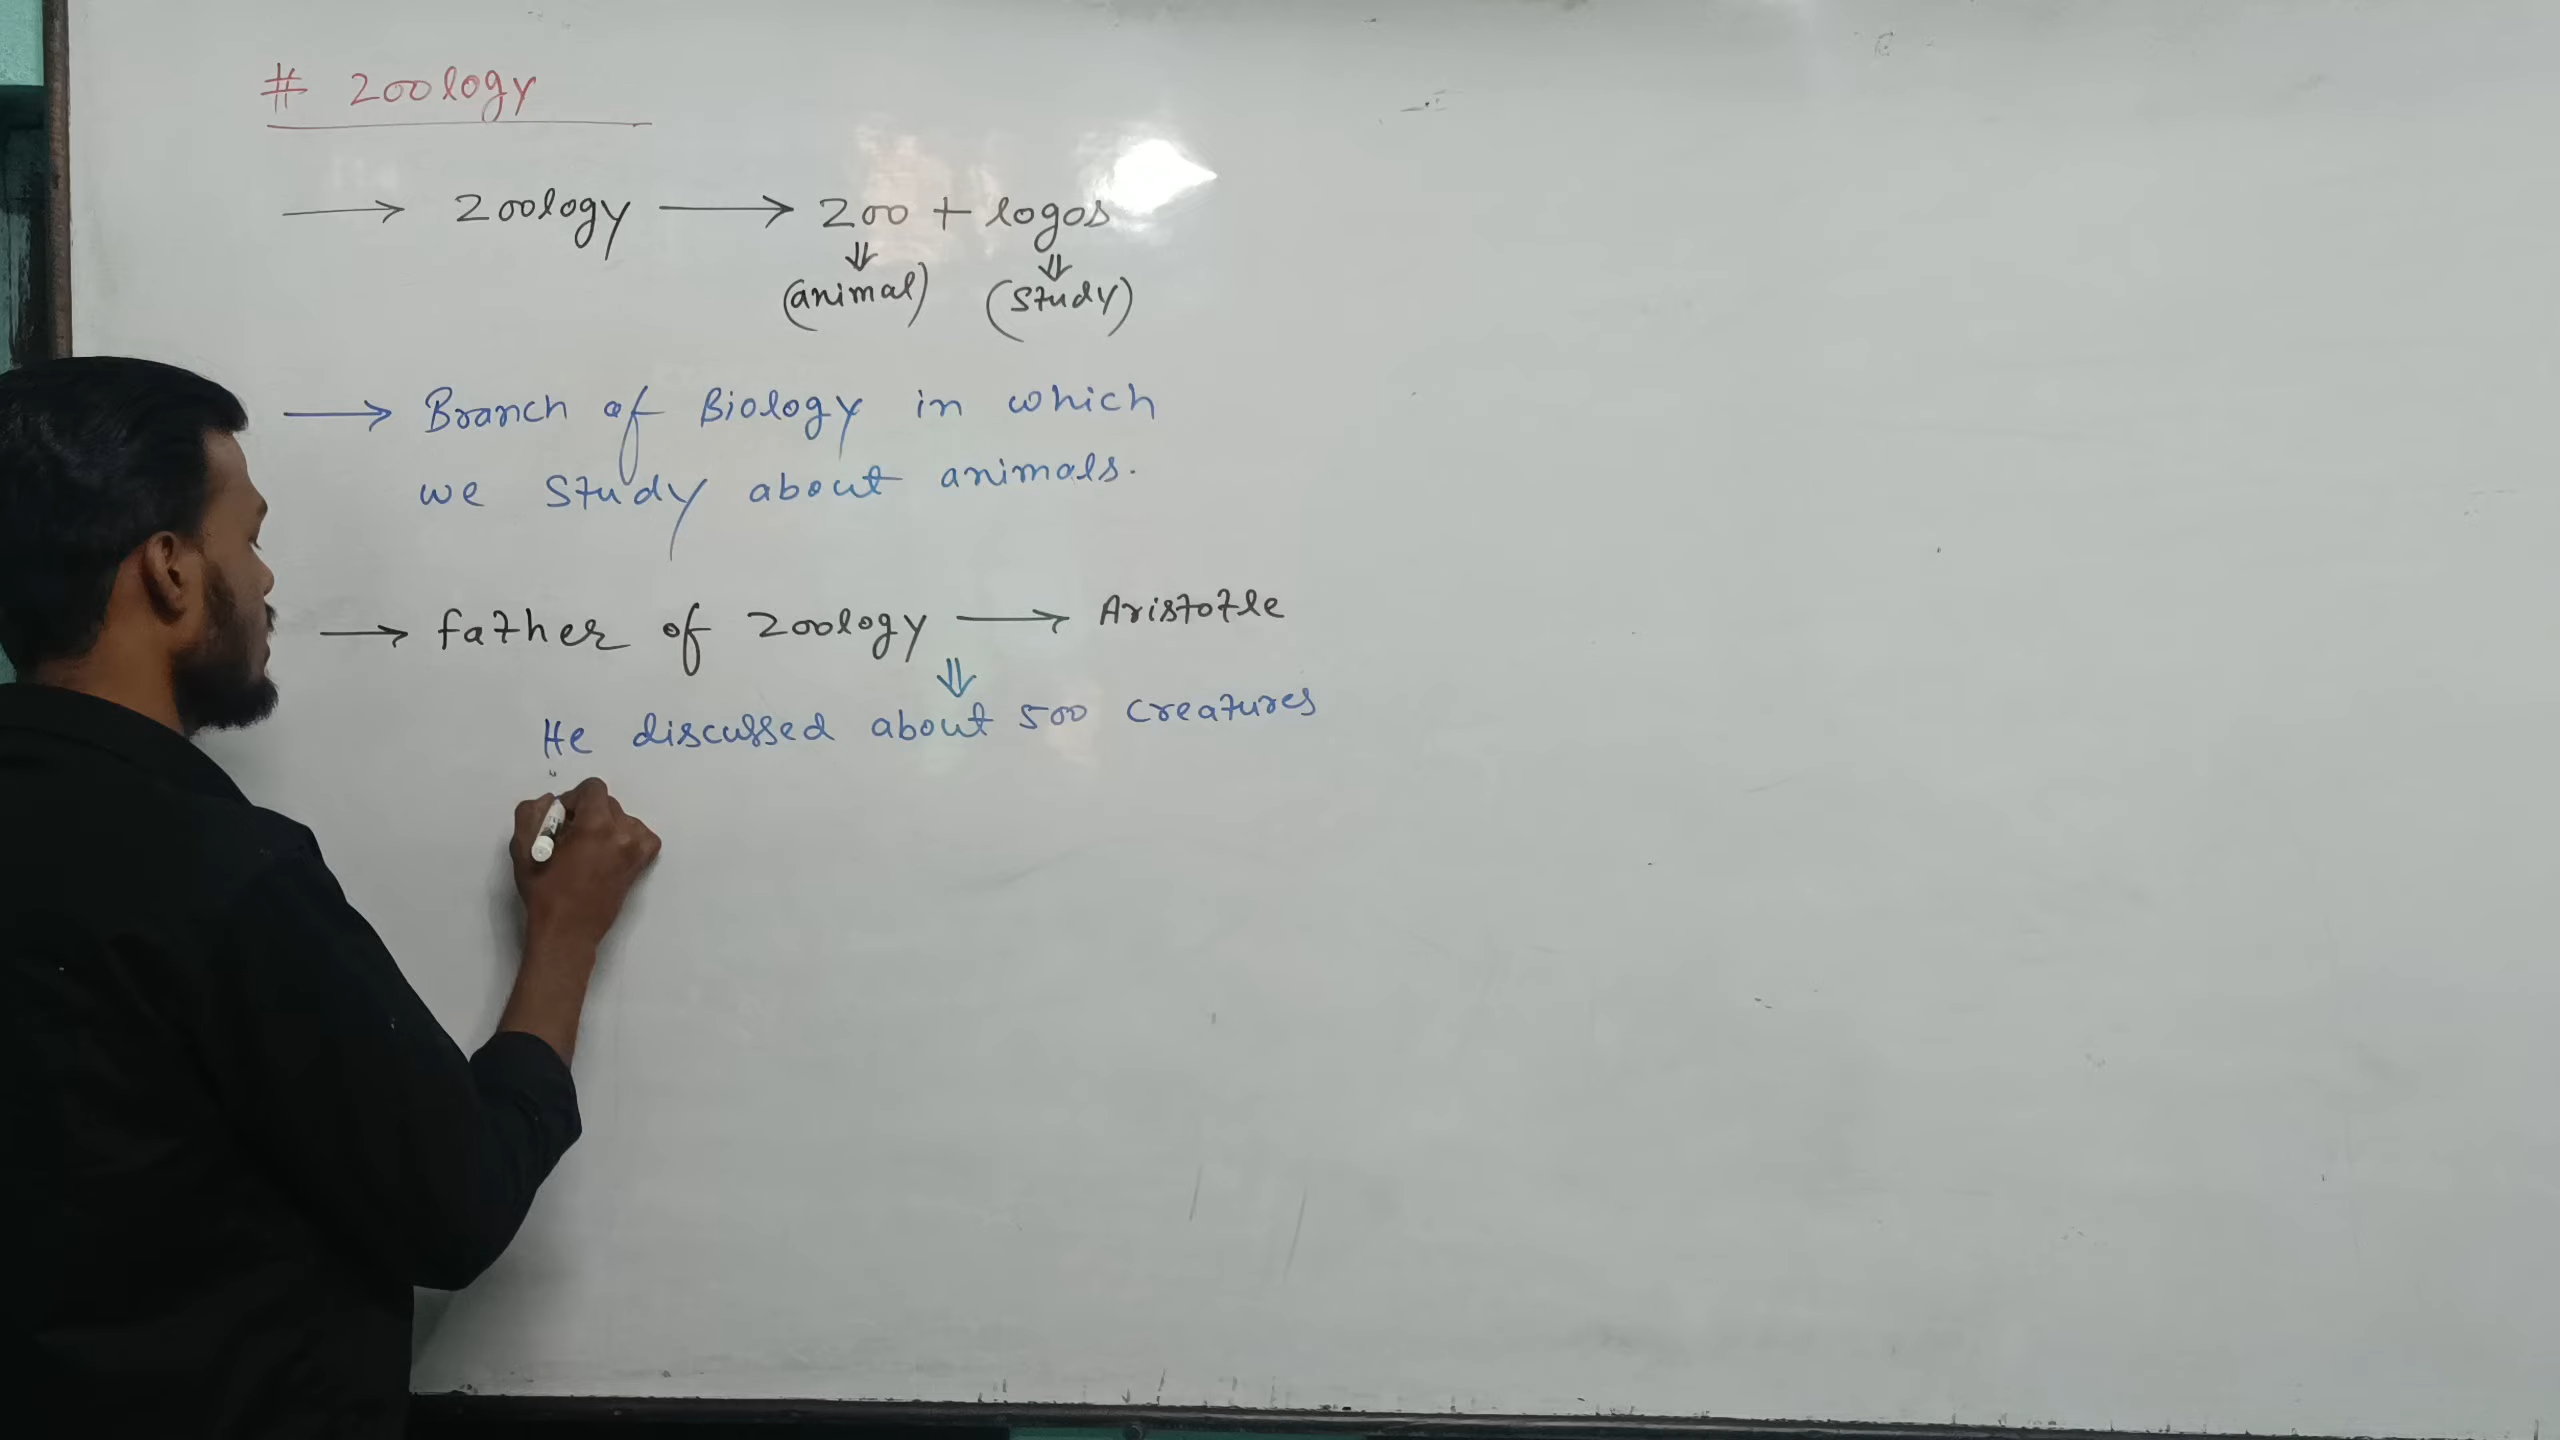 # Zoology
→ Zoology → Zoo + logos
⇓ ⇓
(animal) (study)
→ Branch of Biology in which
we study about animals.
→ father of Zoology → Aristotle
⇓
He discussed about 500 creatures